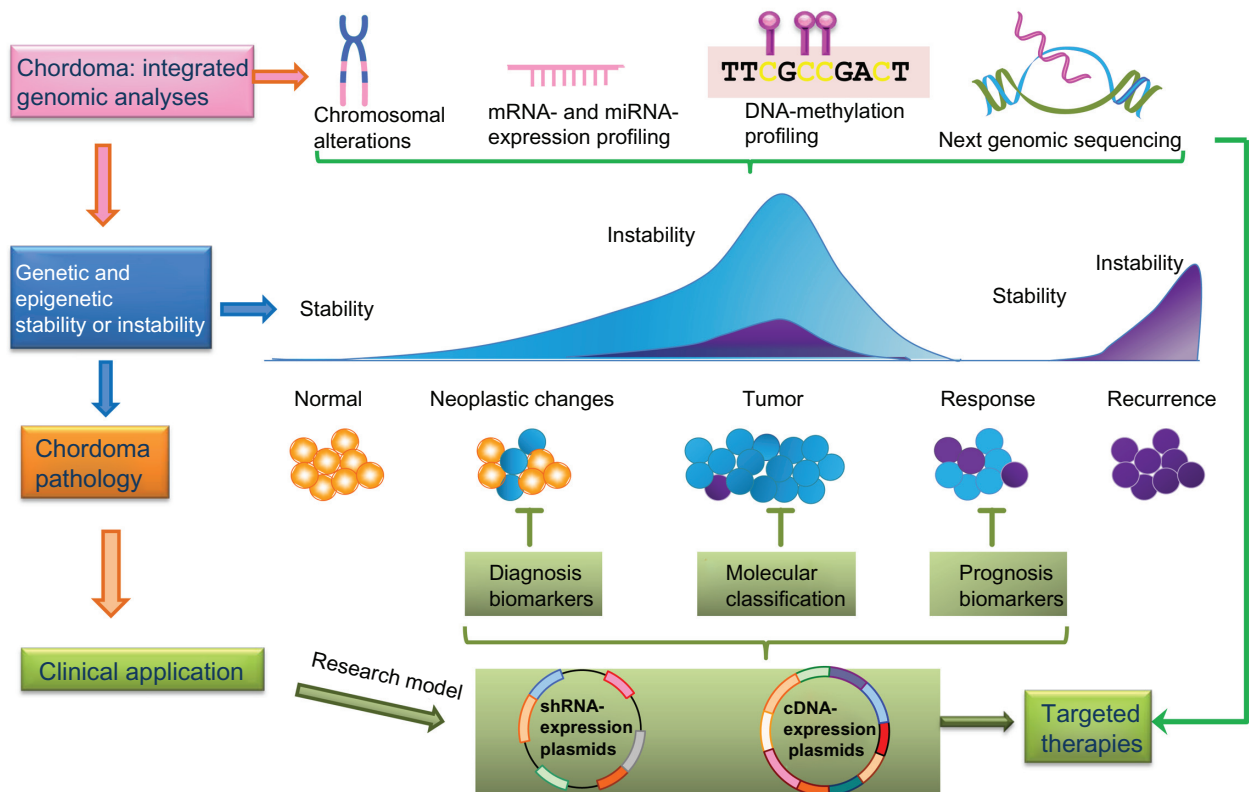 Chordoma: integrated
genomic analyses
Chromosomal
alterations
mRNA- and miRNA-
expression profiling
TTCGCCGACT
DNA-methylation
profiling
Next genomic sequencing
Genetic and
epigenetic
stability or instability
Stability
Instability
Stability
Instability
Chordoma
pathology
Normal
Neoplastic changes
Tumor
Response
Recurrence
Diagnosis
biomarkers
Molecular
classification
Prognosis
biomarkers
Clinical application
Research model
shRNA-
expression
plasmids
cDNA-
expression
plasmids
Targeted
therapies